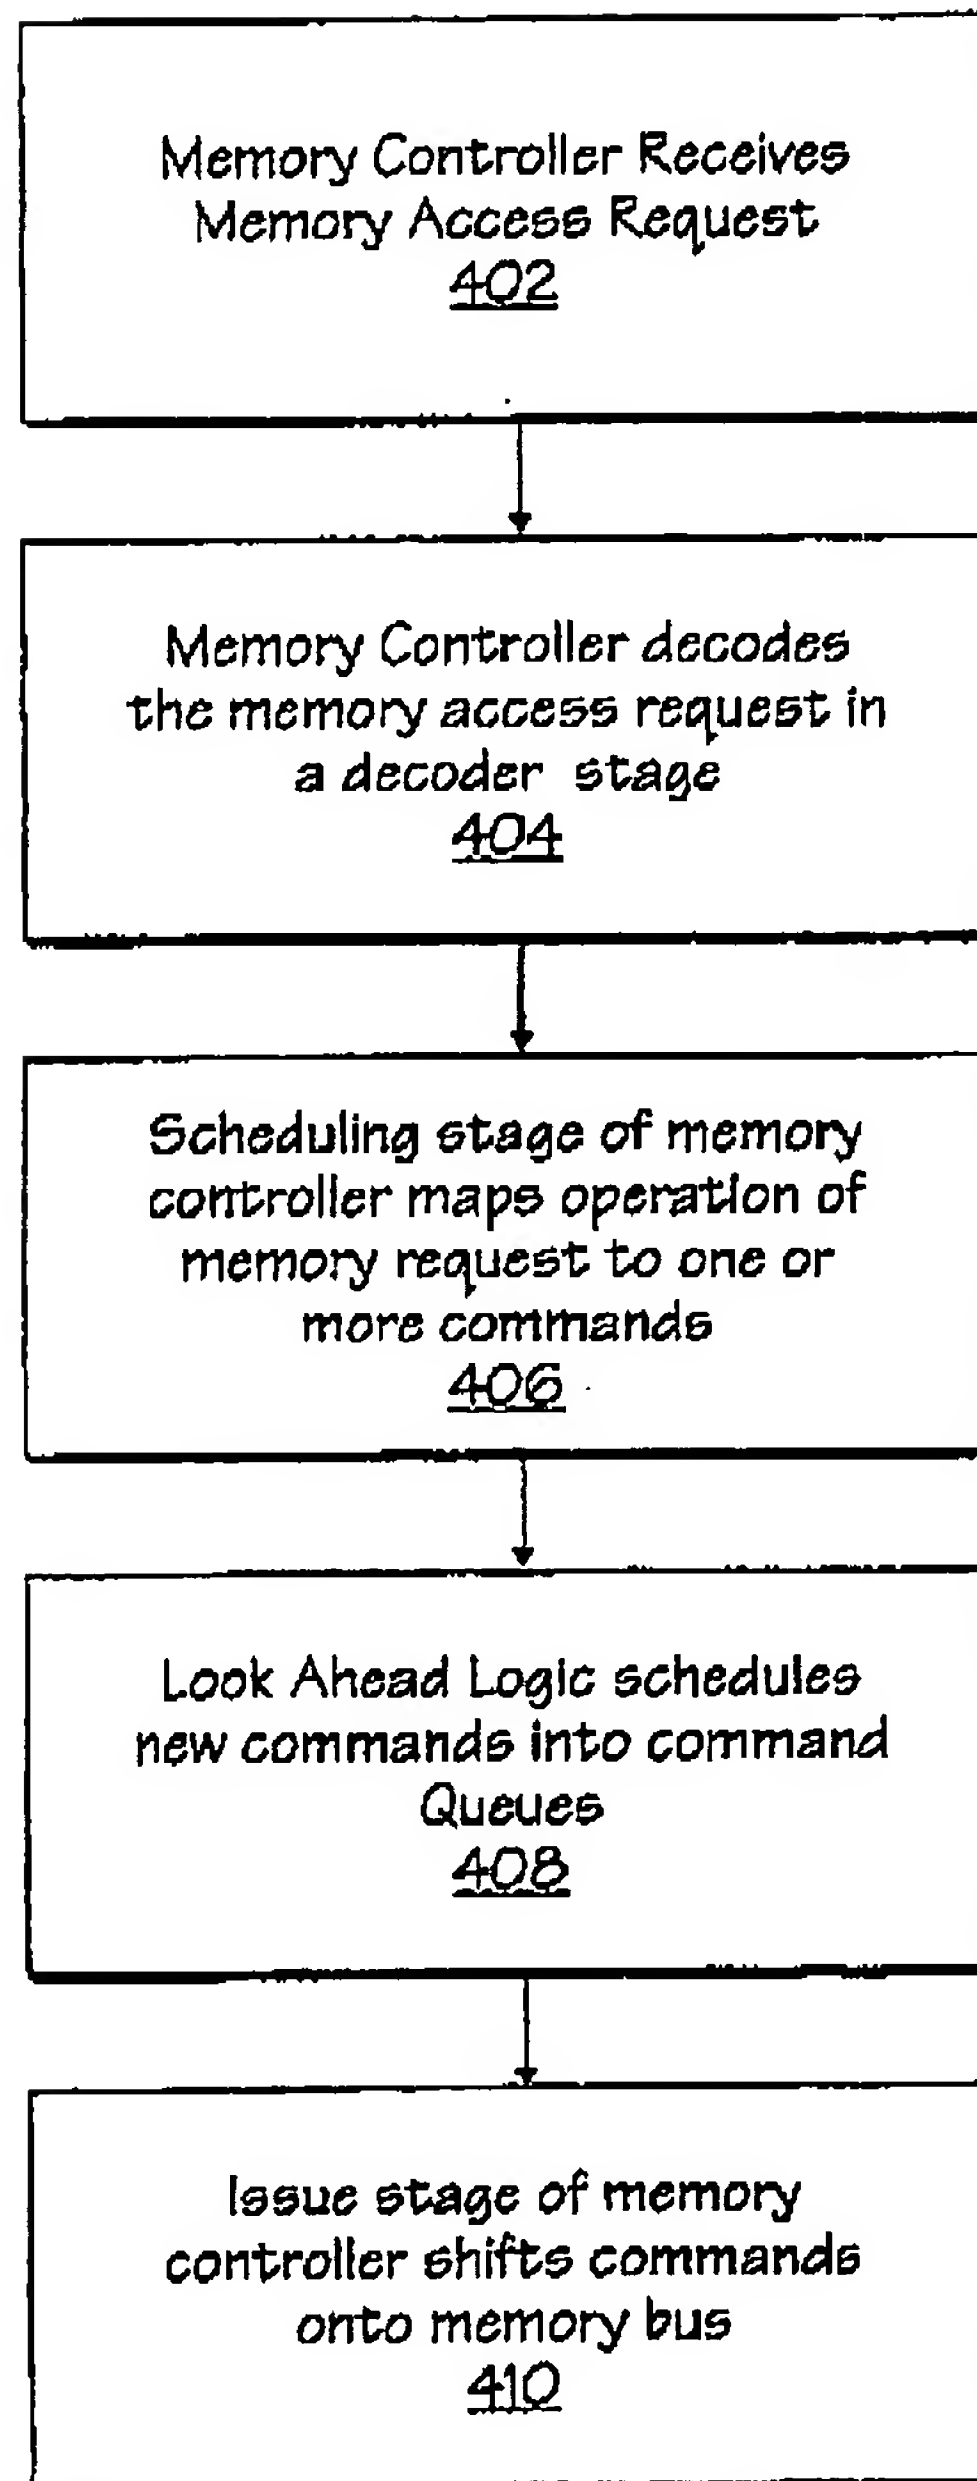 Memory Controller Receives
Memory Access Request
402
Memory Controller decodes
the memory access request in
a decoder stage
404
Scheduling stage of memory
controller maps operation of
memory request to one or
more commands
406
Look Ahead Logic schedules
new commands into command
Queues
408
Issue stage of memory
controller shifts commands
onto memory bus
410